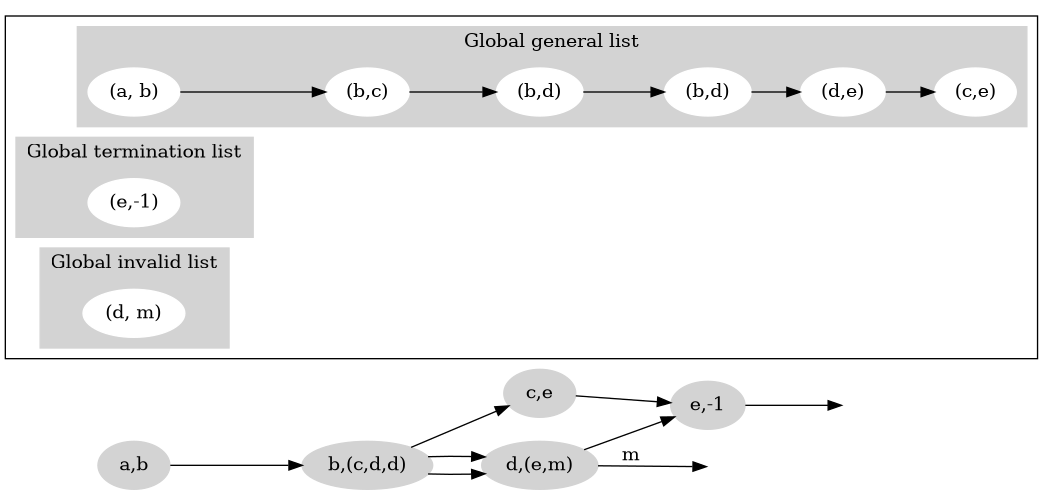 Global general list
(a, b)
(b,c)
(b,d)
(b,d)
(d,e)
(c,e)
Global termination list
(e,-1)
Global invalid list
(d, m)
c,e
e,-1
a,b
b,(c,d,d)
d,(e,m)
m